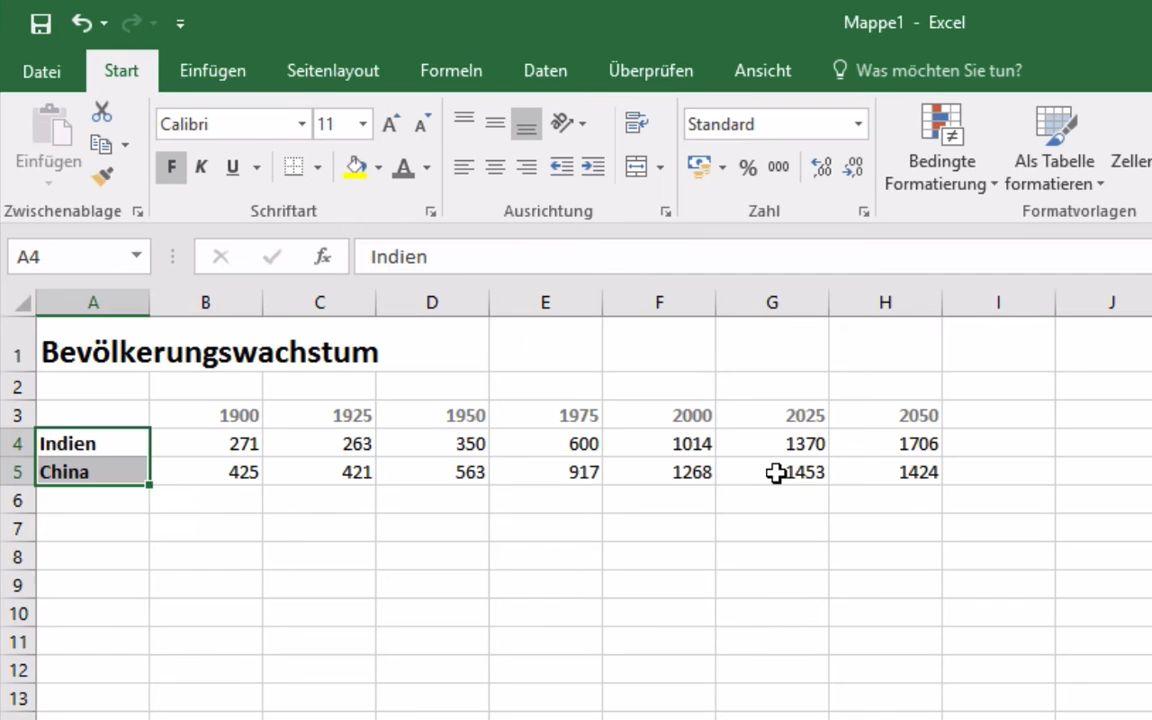 Mappe1 - Excel
Datei Start Einfügen Seitenlayout Formeln Daten Überprüfen Ansicht Was möchten Sie tun?
Einfügen
Zwischenablage
Calibri 11
F K U
Schriftart
Ausrichtung
Standard
% 000
Zahl
Bedingte Formatierung
Als Tabelle formatieren
Formatvorlagen
A4 fx Indien
A B C D E F G H I J
1 Bevölkerungswachstum
2
3 1900 1925 1950 1975 2000 2025 2050
4 Indien 271 263 350 600 1014 1370 1706
5 China 425 421 563 917 1268 1453 1424
6
7
8
9
10
11
12
13